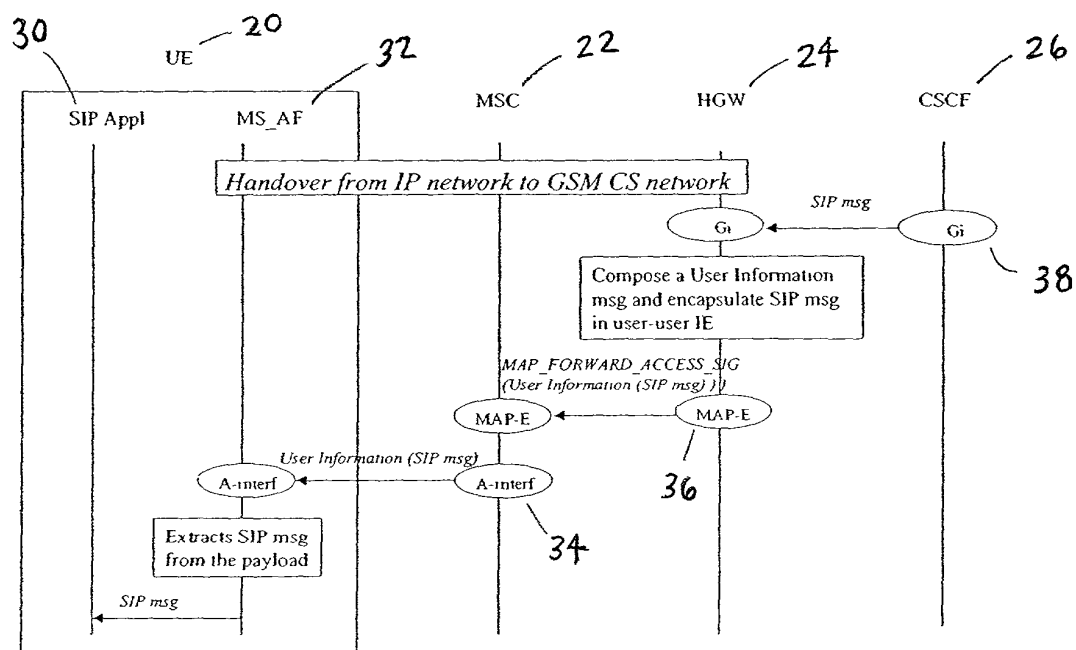 30
20
UE
32
22
24
26
SIP Appl
MS_AF
MSC
HGW
CSCF
Handover from IP network to GSM CS network
SIP msg
Gi
Gi
38
Compose a User Information
msg and encapsulate SIP msg
in user-user IE
MAP_FORWARD_ACCESS_SIG
(User Information (SIP msg) ) )
MAP-E
MAP-E
36
User Information (SIP msg)
A-interf
A-interf
34
Extracts SIP msg
from the payload
SIP msg